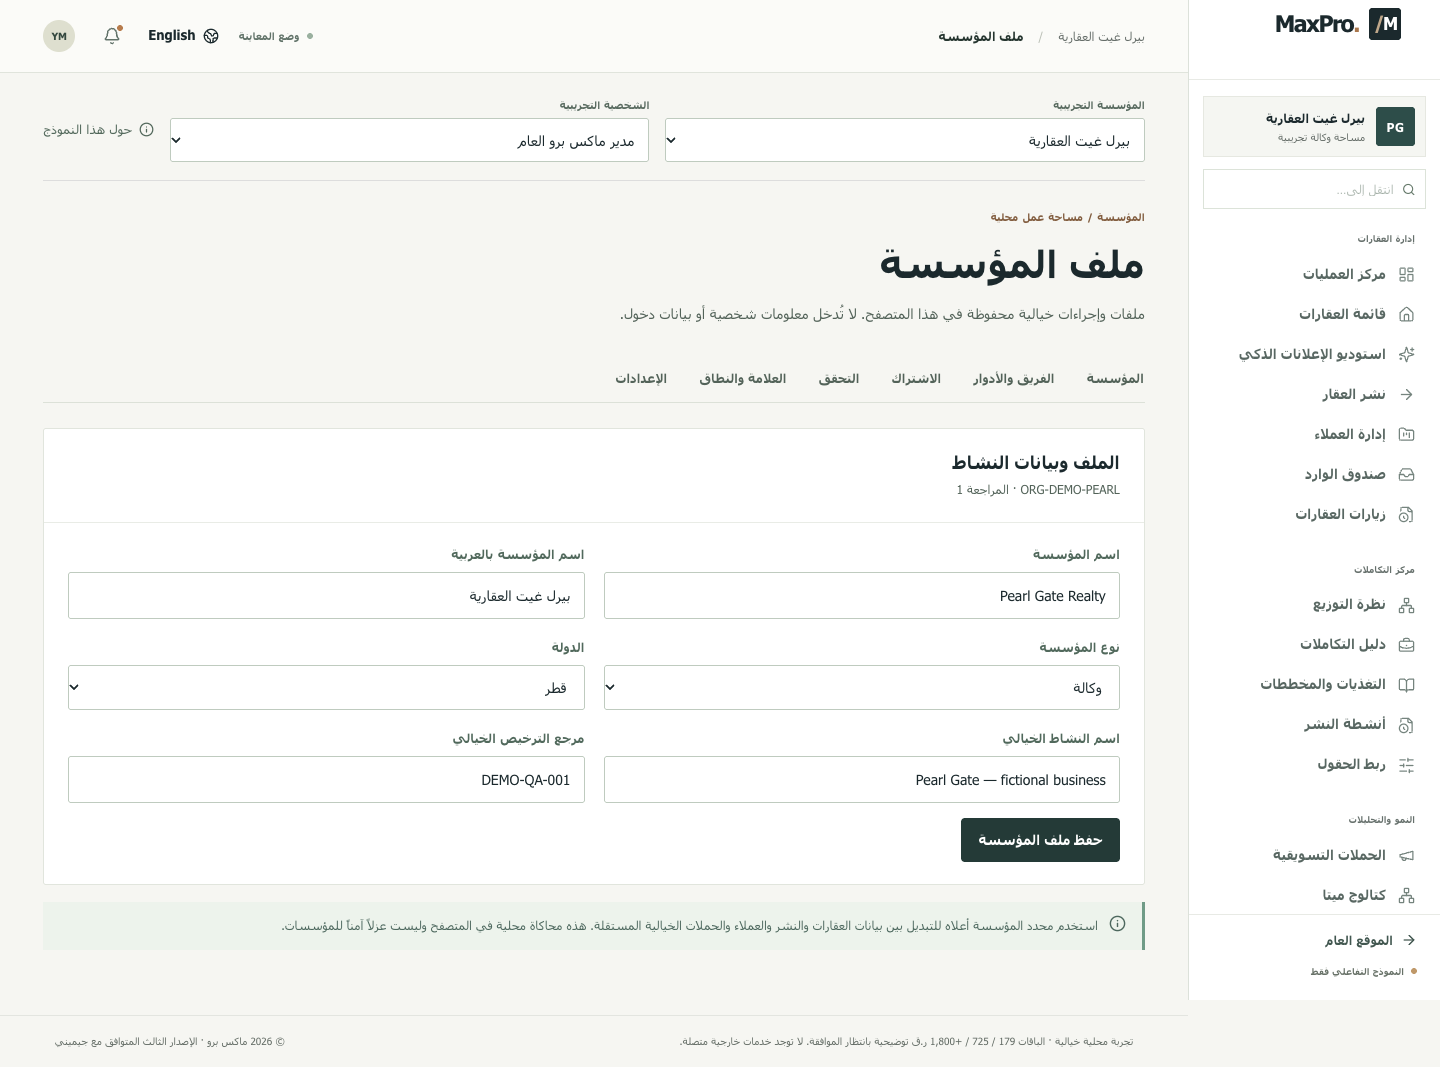 MaxPro. /M
بيرل غيت العقارية / ملف المؤسسة
وضع المعاينة
English
YM
PG
بيرل غيت العقارية
مساحة وكالة تجريبية
انتقل إلى...
إدارة العقارات
مركز العمليات
قائمة العقارات
استوديو الإعلانات الذكي
نشر العقار
إدارة العملاء
صندوق الوارد
زيارات العقارات
مركز التكاملات
نظرة التوزيع
دليل التكاملات
التغذيات والمخططات
أنشطة النشر
ربط الحقول
النمو والتحليلات
الحملات التسويقية
كتالوج ميتا
الموقع العام
النموذج التفاعلي فقط
المؤسسة التجريبية
بيرل غيت العقارية
الشخصية التجريبية
مدير ماكس برو العام
حول هذا النموذج
المؤسسة / مساحة عمل محلية
ملف المؤسسة
ملفات وإجراءات خيالية محفوظة في هذا المتصفح. لا تُدخل معلومات شخصية أو بيانات دخول.
المؤسسة الفريق والأدوار الاشتراك التحقق العلامة والنطاق الإعدادات
الملف وبيانات النشاط
ORG-DEMO-PEARL · المراجعة 1
اسم المؤسسة
Pearl Gate Realty
اسم المؤسسة بالعربية
بيرل غيت العقارية
نوع المؤسسة
وكالة
الدولة
قطر
اسم النشاط الخيالي
Pearl Gate — fictional business
مرجع الترخيص الخيالي
DEMO-QA-001
حفظ ملف المؤسسة
استخدم محدد المؤسسة أعلاه للتبديل بين بيانات العقارات والنشر والعملاء والحملات الخيالية المستقلة. هذه محاكاة محلية في المتصفح وليست عزلاً آمناً للمؤسسات.
تجربة محلية خيالية · الباقات 179 / 725 / +1,800 ر.ق توضيحية بانتظار الموافقة. لا توجد خدمات خارجية متصلة.
© 2026 ماكس برو · الإصدار الثالث المتوافق مع جيميني